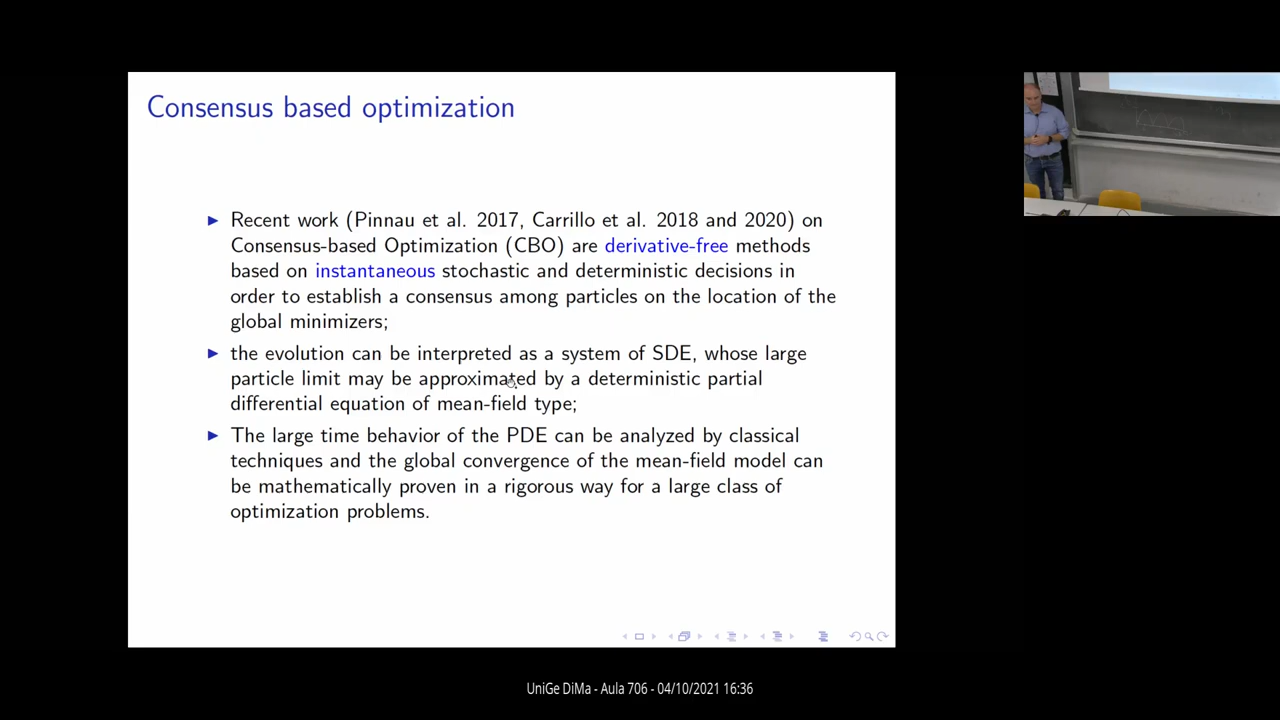 Consensus based optimization
▶ Recent work (Pinnau et al. 2017, Carrillo et al. 2018 and 2020) on
Consensus-based Optimization (CBO) are derivative-free methods
based on instantaneous stochastic and deterministic decisions in
order to establish a consensus among particles on the location of the
global minimizers;
▶ the evolution can be interpreted as a system of SDE, whose large
particle limit may be approximated by a deterministic partial
differential equation of mean-field type;
▶ The large time behavior of the PDE can be analyzed by classical
techniques and the global convergence of the mean-field model can
be mathematically proven in a rigorous way for a large class of
optimization problems.
UniGe DiMa - Aula 706 - 04/10/2021 16:36